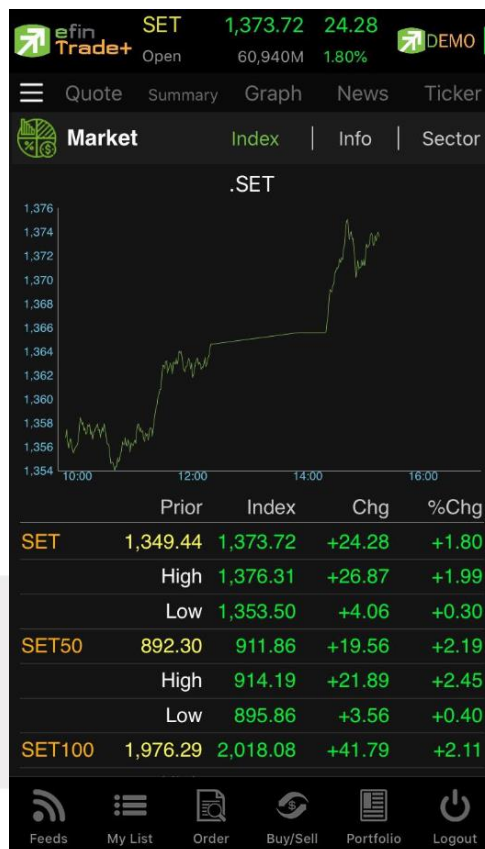 efin
Trade+
SET 1,373.72 24.28
Open 60,940M 1.80%
DEMO
Quote Summary Graph News Ticker
Market Index | Info | Sector
.SET
1,376
1,374
1,372
1,370
1,368
1,366
1,364
1,362
1,360
1,358
1,356
1,354
10:00 12:00 14:00 16:00
Prior Index Chg %Chg
SET 1,349.44 1,373.72 +24.28 +1.80
High 1,376.31 +26.87 +1.99
Low 1,353.50 +4.06 +0.30
SET50 892.30 911.86 +19.56 +2.19
High 914.19 +21.89 +2.45
Low 895.86 +3.56 +0.40
SET100 1,976.29 2,018.08 +41.79 +2.11
Feeds My List Order Buy/Sell Portfolio Logout